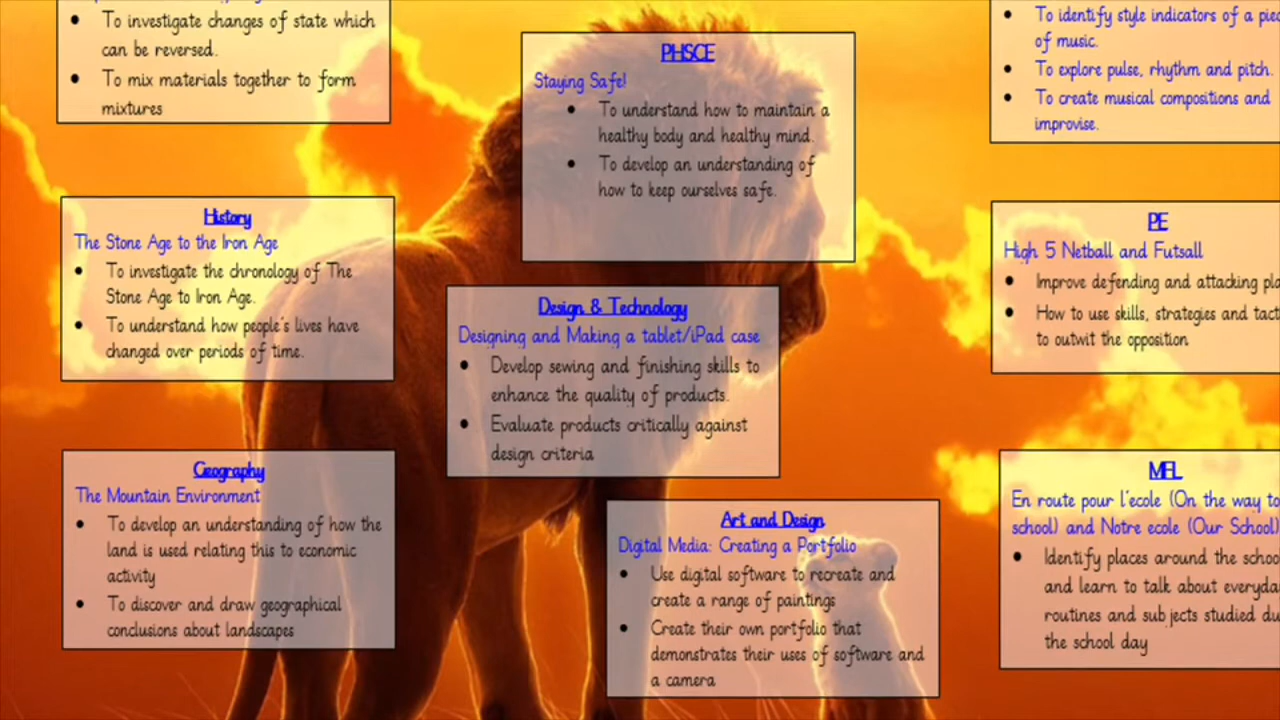 To investigate changes of state which
can be reversed.
To mix materials together to form
mixtures
PHSCE
Staying Safe!
To understand how to maintain a
healthy body and healthy mind.
To develop an understanding of
how to keep ourselves safe.
To identify style indicators of a
of music.
To explore pulse, rhythm and pitch.
To create musical compositions and
improvise.
History
The Stone Age to the Iron Age
To investigate the chronology of The
Stone Age to Iron Age.
To understand how people's lives have
changed over periods of time.
Design & Technology
Designing and Making a tablet/iPad case
Develop sewing and finishing skills to
enhance the quality of products.
Evaluate products critically against
design criteria
PE
High 5 Netball and Futsall
Improve defending and attacking
How to use skills, strategies and
to outwit the opposition
Geography
The Mountain Environment
To develop an understanding of how the
land is used relating this to economic
activity
To discover and draw geographical
conclusions about landscapes
Art and Design
Digital Media: Creating a Portfolio
Use digital software to recreate and
create a range of paintings
Create their own portfolio that
demonstrates their uses of software and
a camera
MFL
En route pour l'ecole (On the way to
school) and Notre ecole (Our School)
Identify places around the
and learn to talk about
routines and subjects studied
the school day